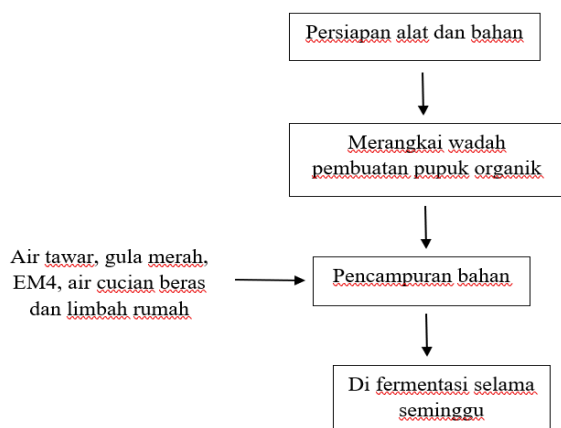 Persiapan alat dan bahan
Merangkai wadah
pembuatan pupuk organik
Air tawar, gula merah,
EM4, air cucian beras
dan limbah rumah
Pencampuran bahan
Di fermentasi selama
seminggu